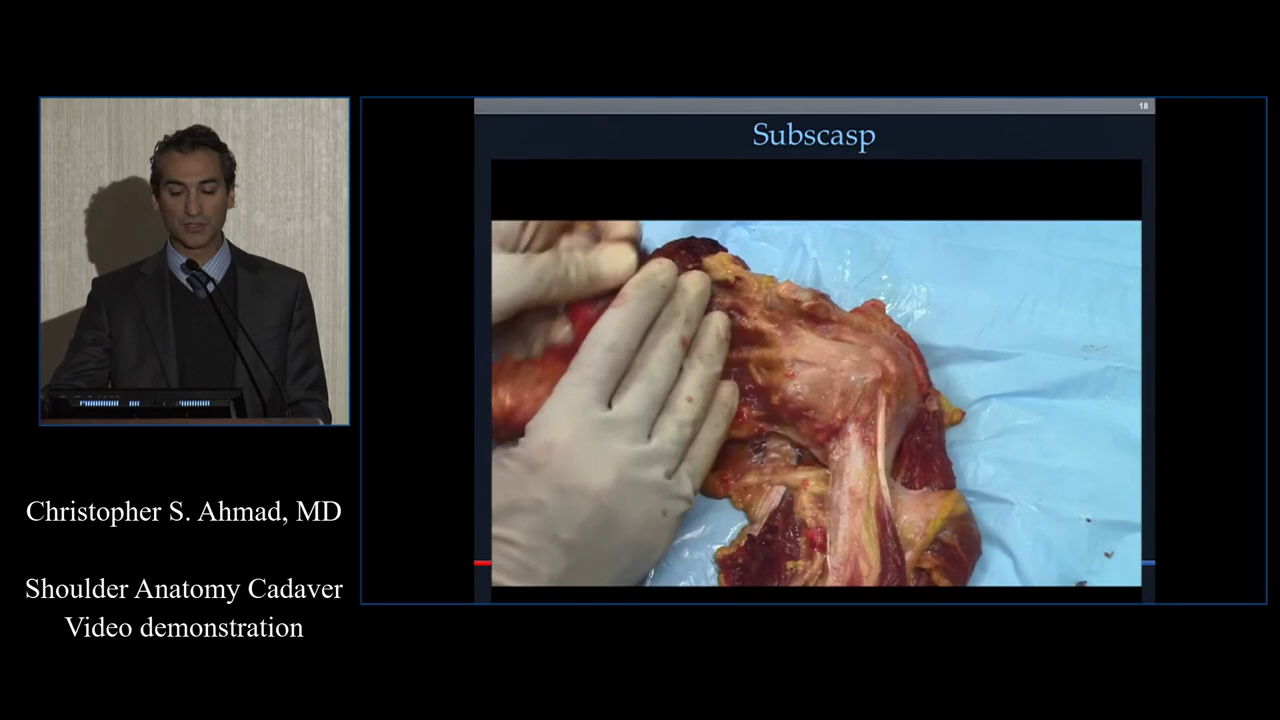 18
Subscasp
Christopher S. Ahmad, MD
Shoulder Anatomy Cadaver
Video demonstration